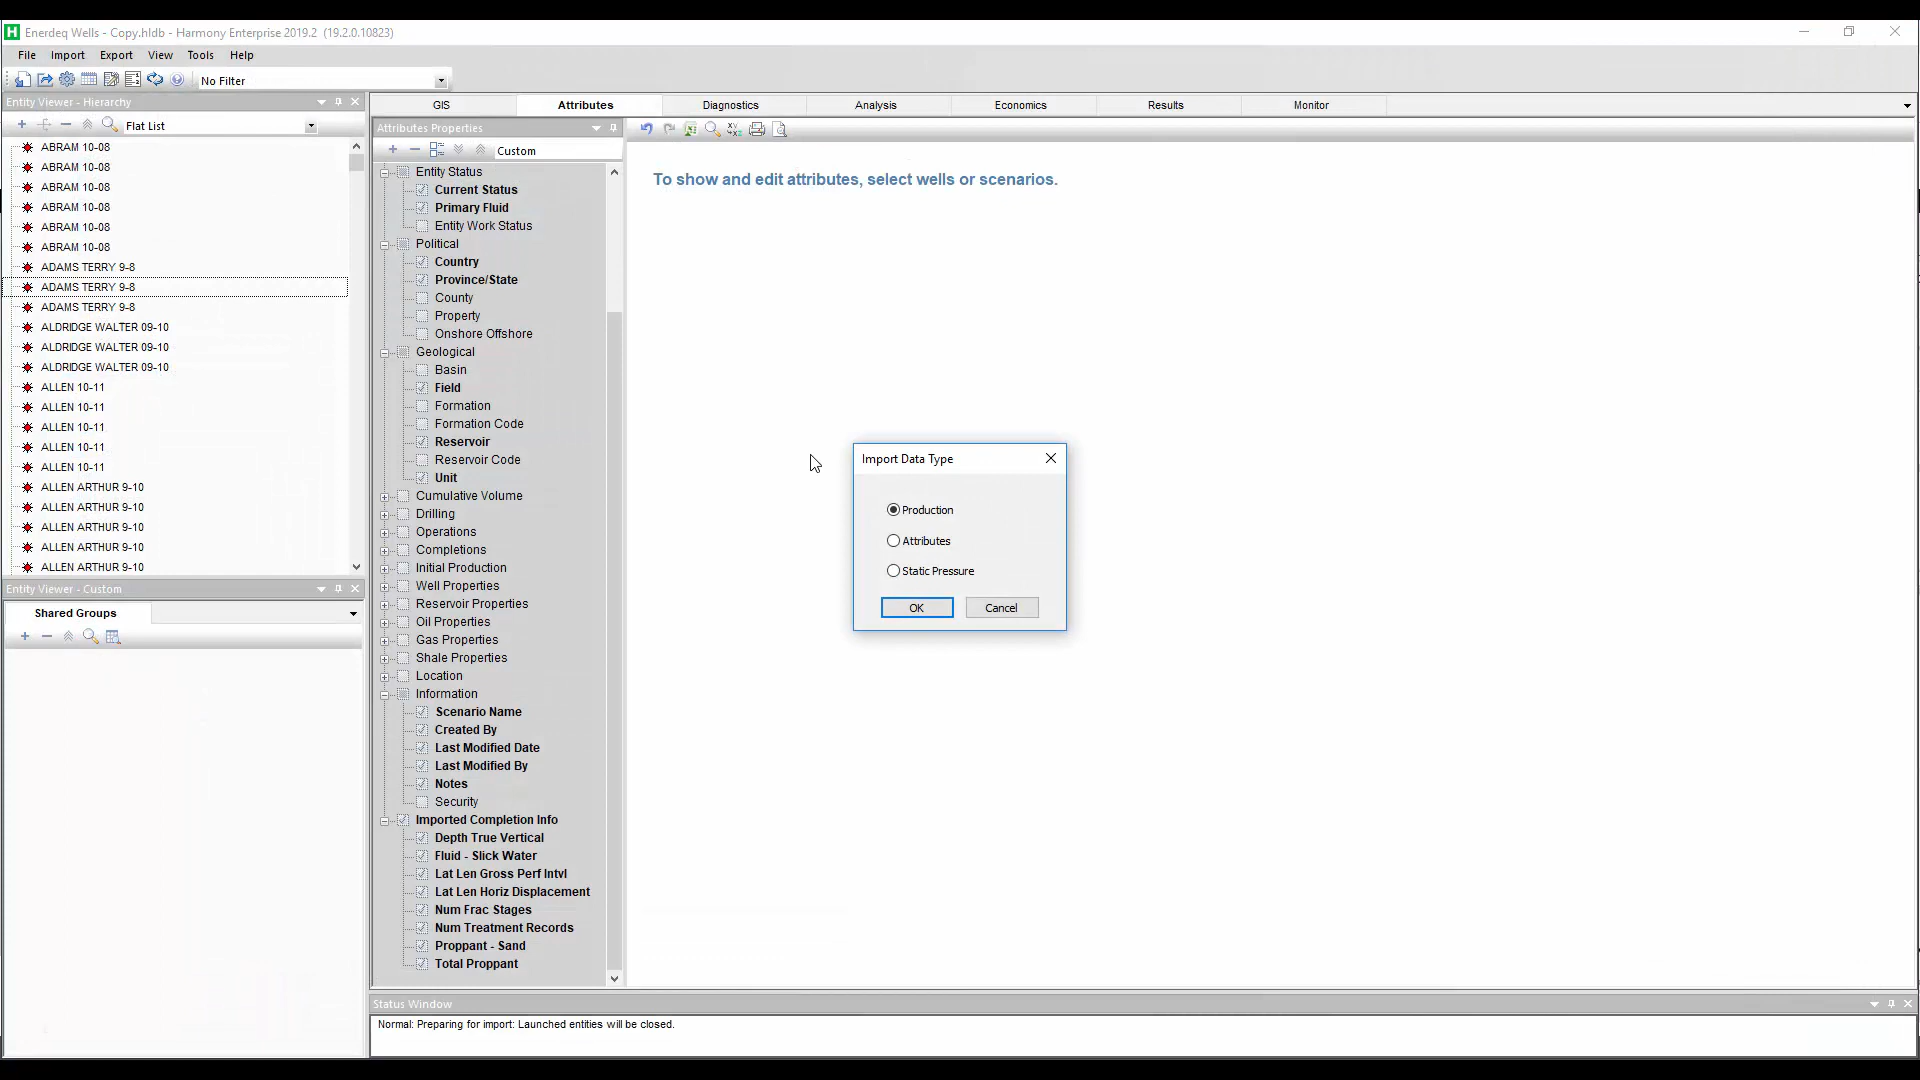 Enerdeq Wells - Copy.hldb - Harmony Enterprise 2019.2 (19.2.0.10823)
File Import Export View Tools Help
No Filter
Entity Viewer - Hierarchy
Flat List
ABRAM 10-08
ABRAM 10-08
ABRAM 10-08
ABRAM 10-08
ABRAM 10-08
ABRAM 10-08
ADAMS TERRY 9-8
ADAMS TERRY 9-8
ADAMS TERRY 9-8
ALDRIDGE WALTER 09-10
ALDRIDGE WALTER 09-10
ALDRIDGE WALTER 09-10
ALLEN 10-11
ALLEN 10-11
ALLEN 10-11
ALLEN 10-11
ALLEN 10-11
ALLEN ARTHUR 9-10
ALLEN ARTHUR 9-10
ALLEN ARTHUR 9-10
ALLEN ARTHUR 9-10
ALLEN ARTHUR 9-10
Entity Viewer - Custom
Shared Groups
GIS Attributes Diagnostics Analysis Economics Results Monitor
Attributes Properties
Custom
Entity Status
Current Status
Primary Fluid
Entity Work Status
Political
Country
Province/State
County
Property
Onshore Offshore
Geological
Basin
Field
Formation
Formation Code
Reservoir
Reservoir Code
Unit
Cumulative Volume
Drilling
Operations
Completions
Initial Production
Well Properties
Reservoir Properties
Oil Properties
Gas Properties
Shale Properties
Location
Information
Scenario Name
Created By
Last Modified Date
Last Modified By
Notes
Security
Imported Completion Info
Depth True Vertical
Fluid - Slick Water
Lat Len Gross Perf Intvl
Lat Len Horiz Displacement
Num Frac Stages
Num Treatment Records
Proppant - Sand
Total Proppant
To show and edit attributes, select wells or scenarios.
Import Data Type
Production
Attributes
Static Pressure
OK Cancel
Status Window
Normal: Preparing for import: Launched entities will be closed.